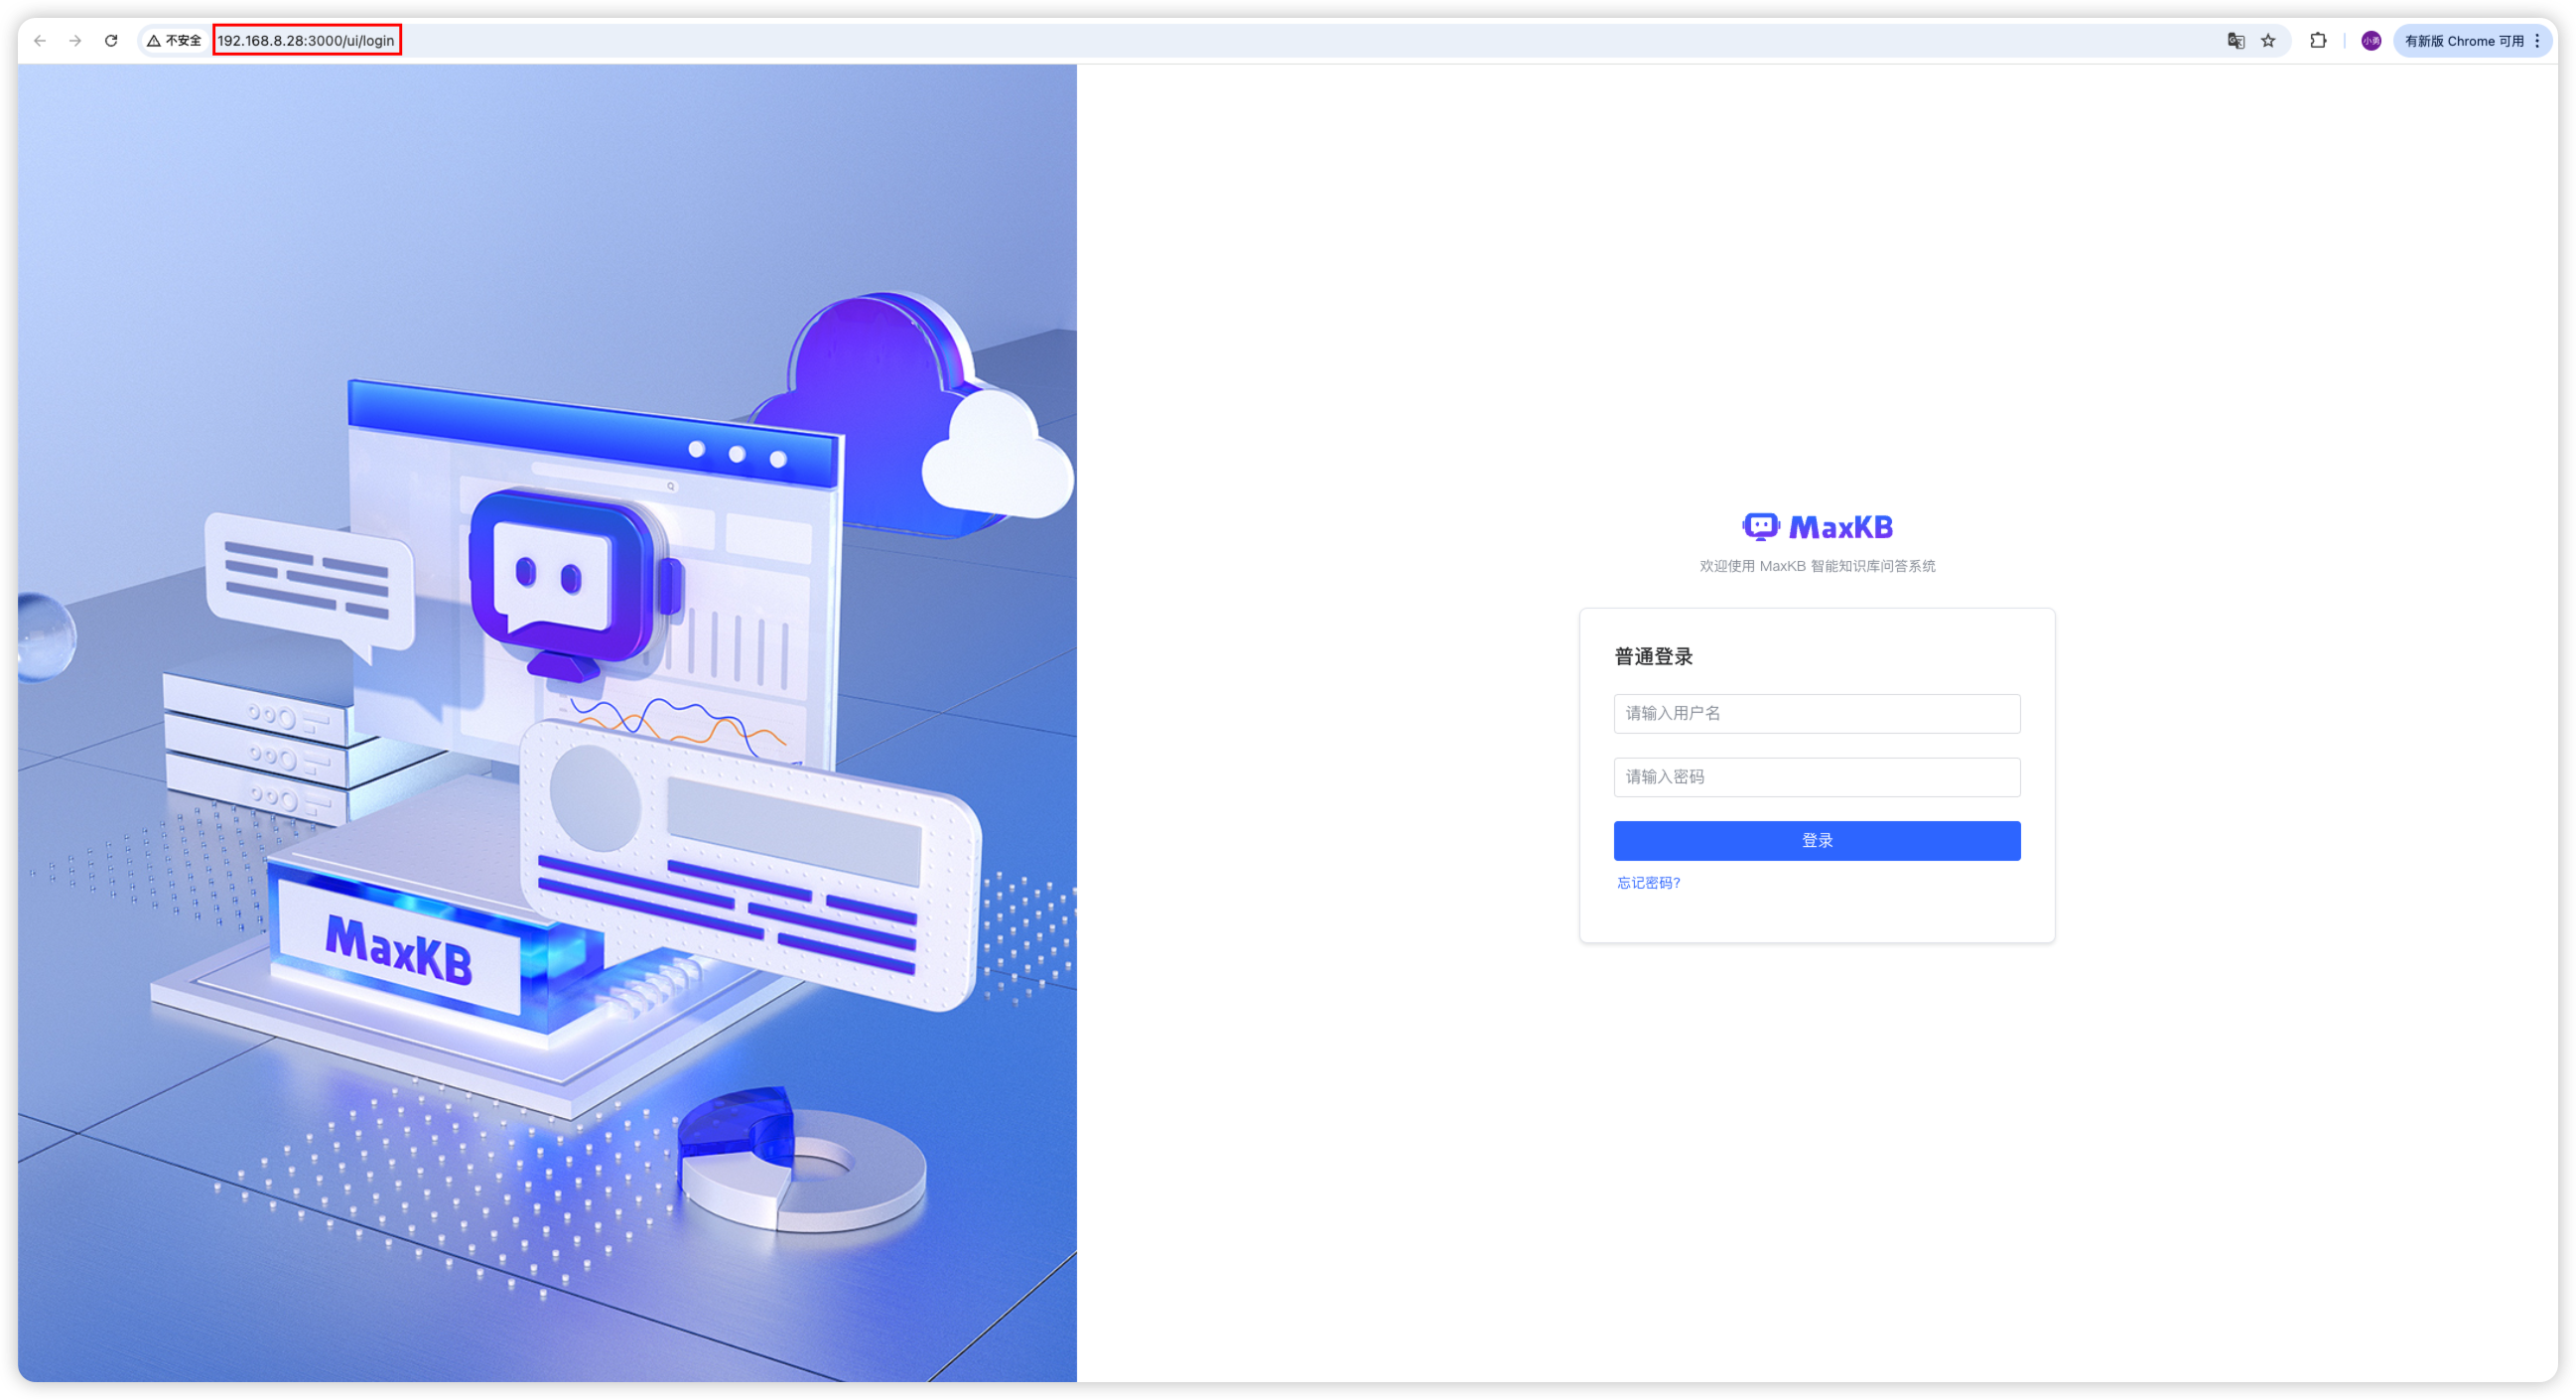 不安全 192.168.8.28:3000/ui/login 小勇 有新版 Chrome 可用
MaxKB
MaxKB
欢迎使用 MaxKB 智能知识库问答系统
普通登录
请输入用户名
请输入密码
登录
忘记密码?